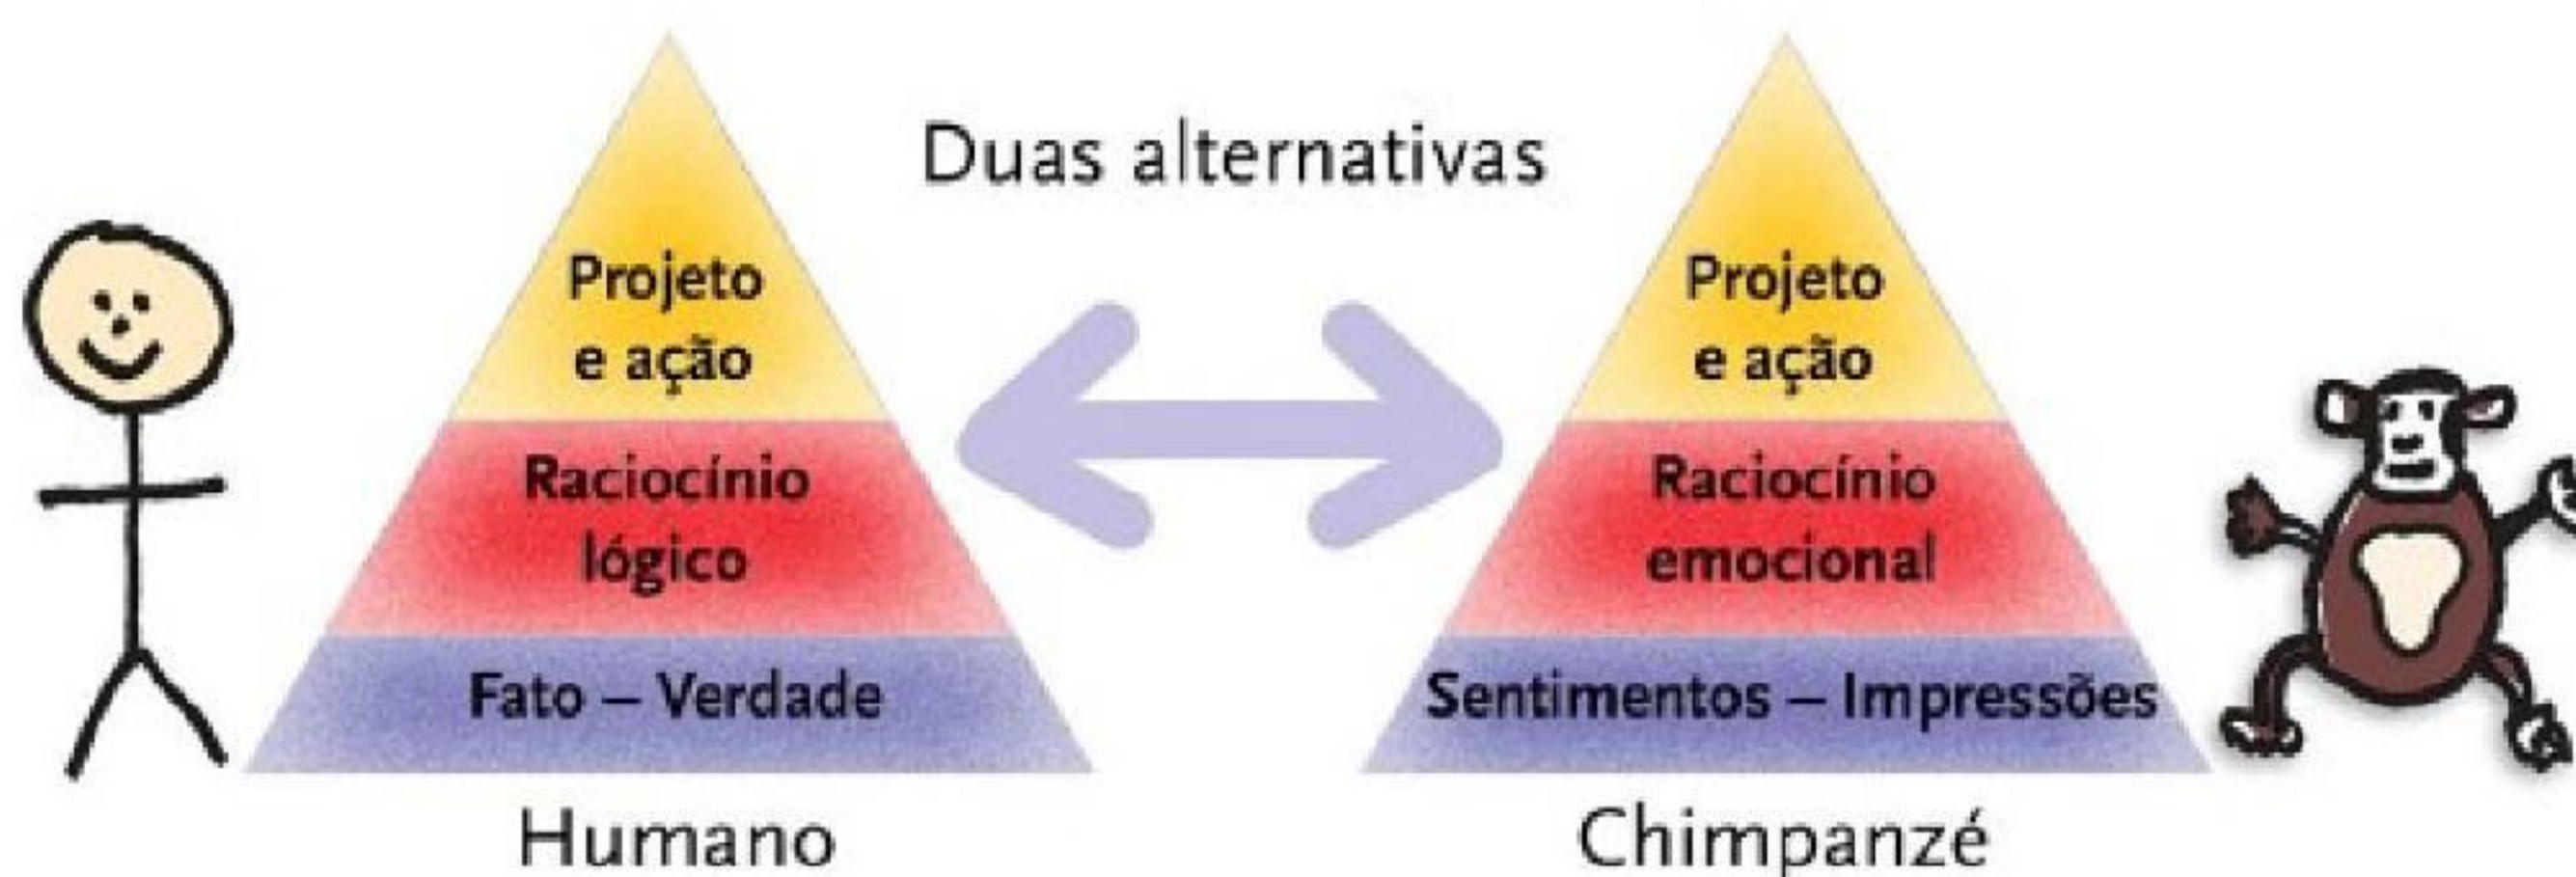 Duas alternativas
Projeto
e ação
Raciocínio
lógico
Fato – Verdade
Humano
Projeto
e ação
Raciocínio
emocional
Sentimentos – Impressões
Chimpanzé